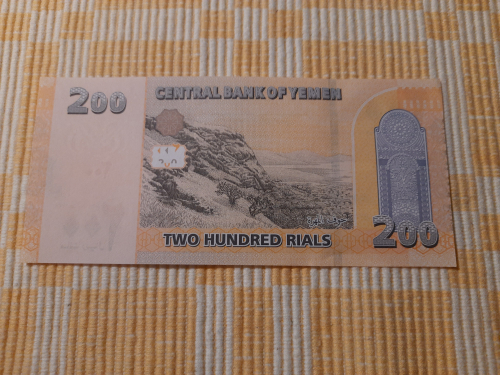 200
CENTRAL BANK OF YEMEN
TWO HUNDRED RIALS
200